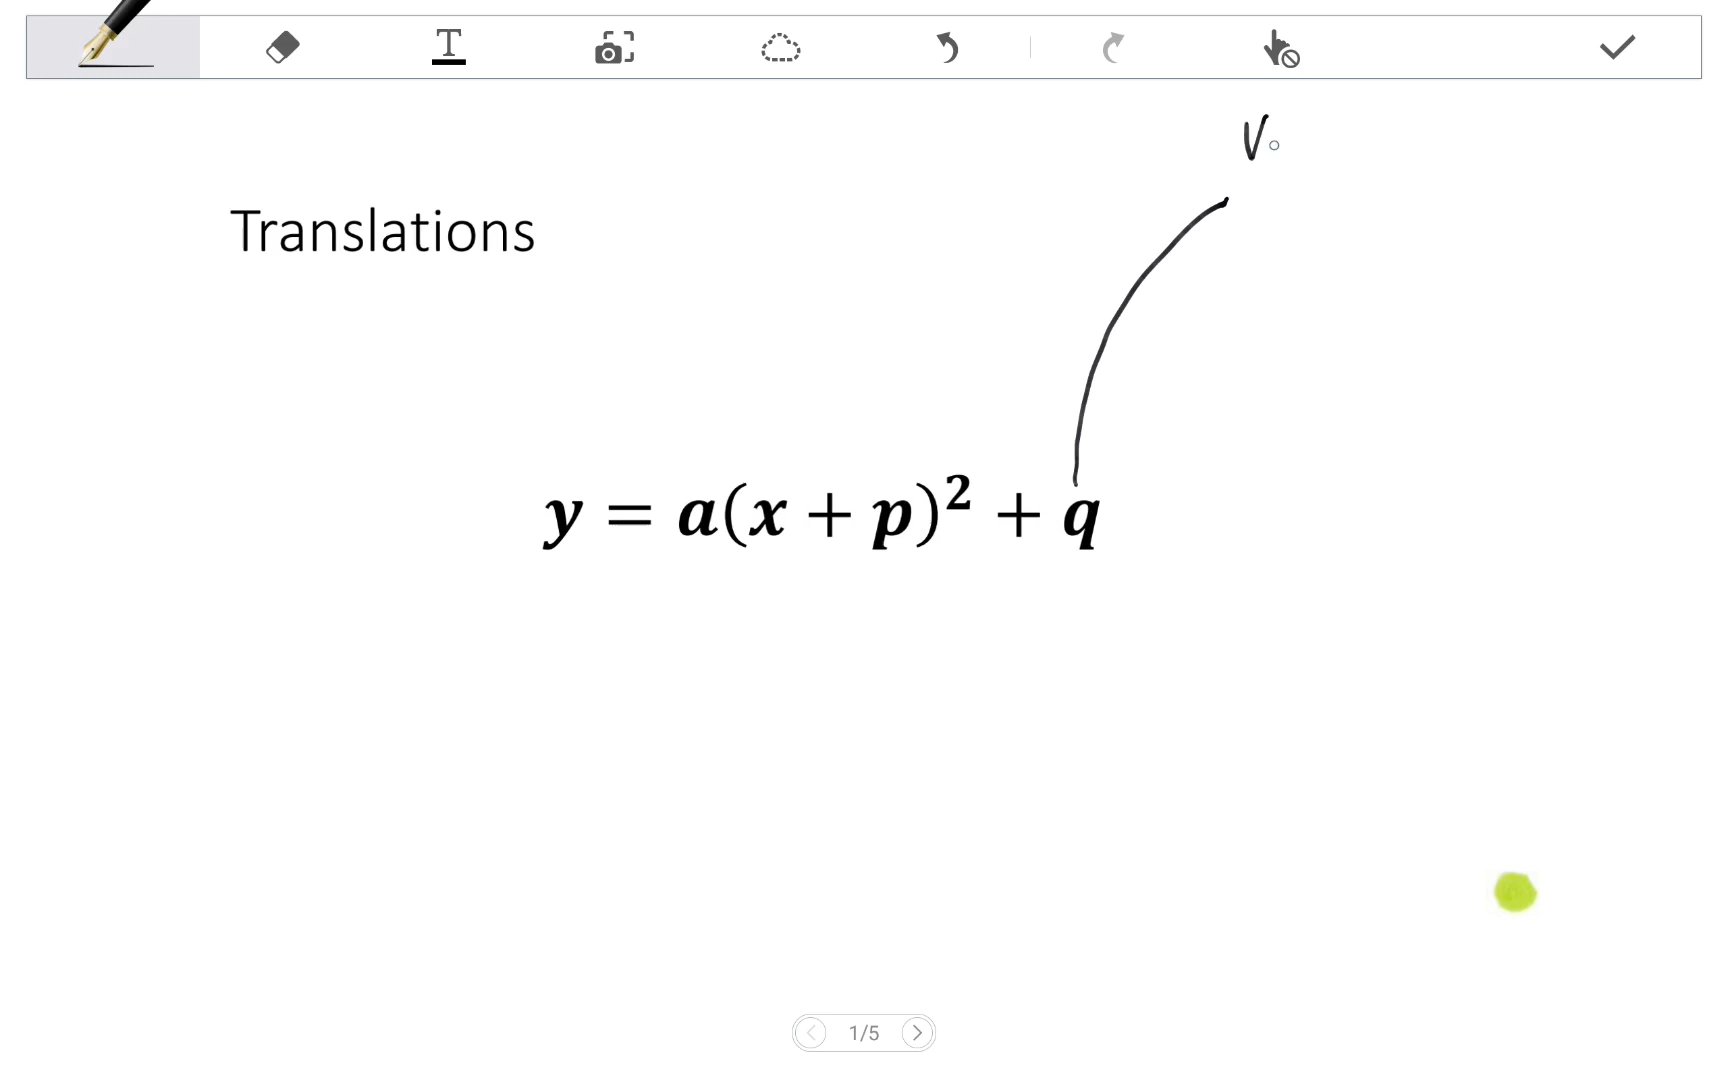 T
V
Translations
y = a(x + p)² + q
1/5